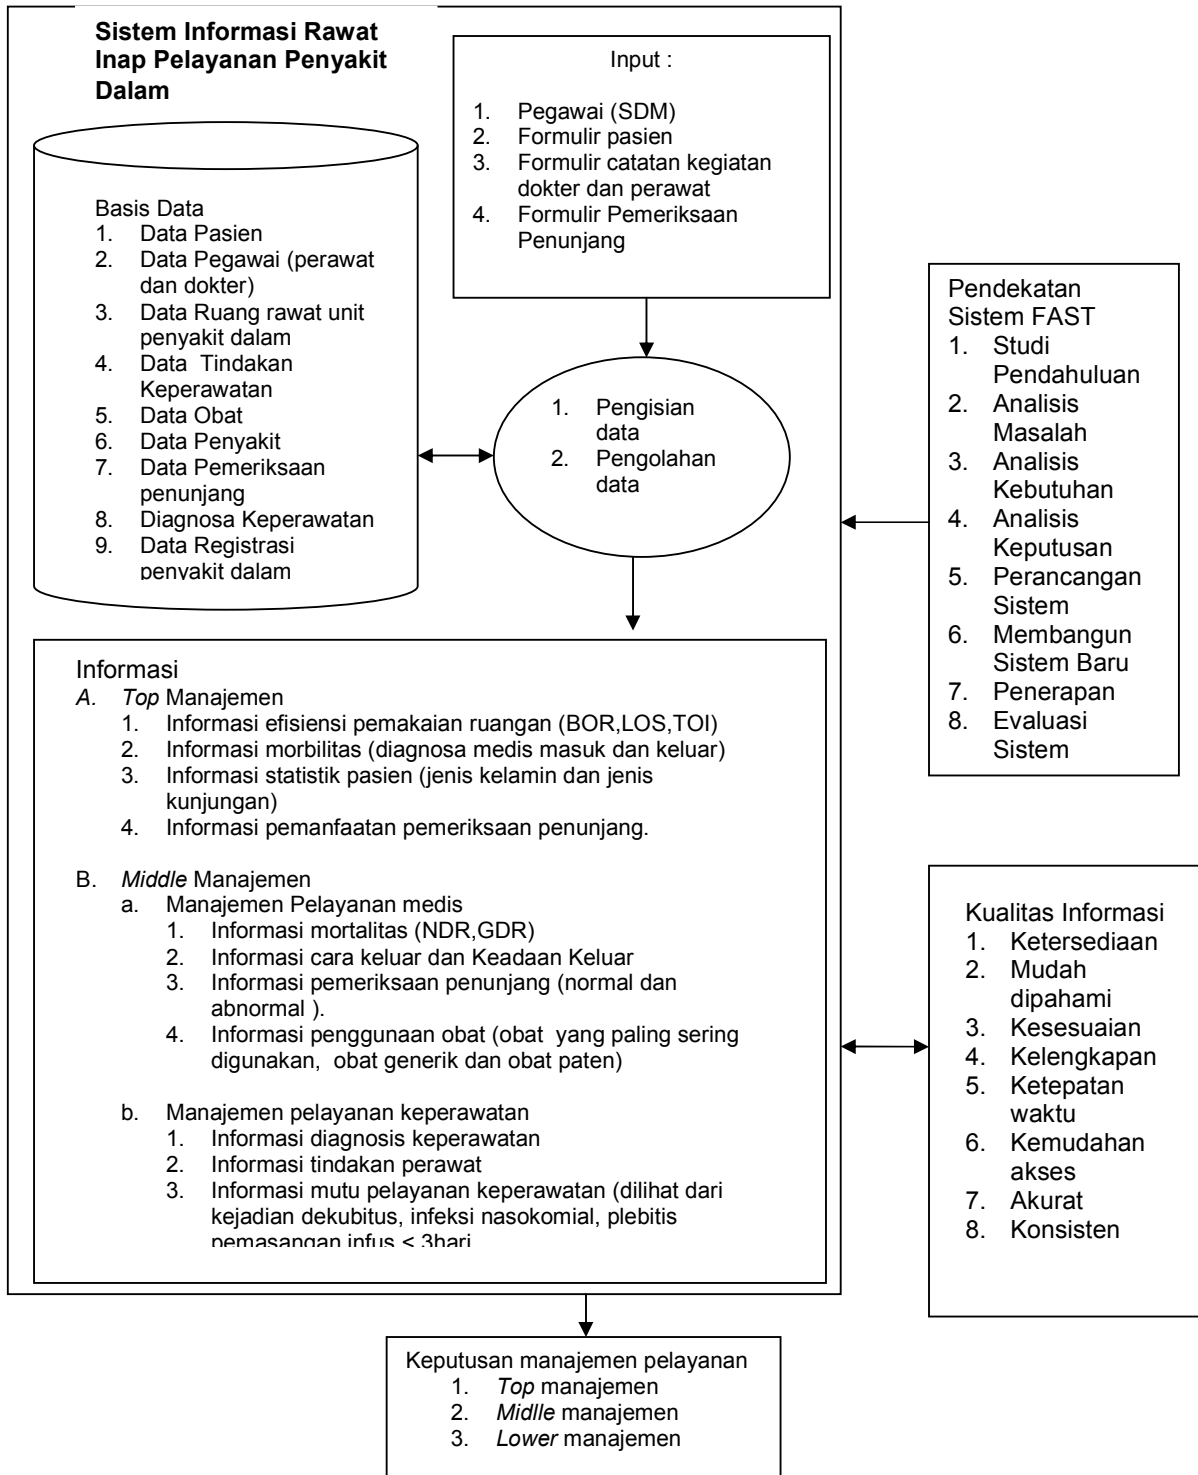 Sistem Informasi Rawat
Inap Pelayanan Penyakit
Dalam
Input :
1. Pegawai (SDM)
2. Formulir pasien
3. Formulir catatan kegiatan
dokter dan perawat
4. Formulir Pemeriksaan
Penunjang
Basis Data
1. Data Pasien
2. Data Pegawai (perawat
dan dokter)
3. Data Ruang rawat unit
penyakit dalam
4. Data Tindakan
Keperawatan
5. Data Obat
6. Data Penyakit
7. Data Pemeriksaan
penunjang
8. Diagnosa Keperawatan
9. Data Registrasi
penyakit dalam
1. Pengisian
data
2. Pengolahan
data
Pendekatan
Sistem FAST
1. Studi
Pendahuluan
2. Analisis
Masalah
3. Analisis
Kebutuhan
4. Analisis
Keputusan
5. Perancangan
Sistem
6. Membangun
Sistem Baru
7. Penerapan
8. Evaluasi
Sistem
Informasi
A. Top Manajemen
1. Informasi efisiensi pemakaian ruangan (BOR,LOS,TOI)
2. Informasi morbilitas (diagnosa medis masuk dan keluar)
3. Informasi statistik pasien (jenis kelamin dan jenis
kunjungan)
4. Informasi pemanfaatan pemeriksaan penunjang.
B. Middle Manajemen
a. Manajemen Pelayanan medis
1. Informasi mortalitas (NDR,GDR)
2. Informasi cara keluar dan Keadaan Keluar
3. Informasi pemeriksaan penunjang (normal dan
abnormal ).
4. Informasi penggunaan obat (obat yang paling sering
digunakan, obat generik dan obat paten)
b. Manajemen pelayanan keperawatan
1. Informasi diagnosis keperawatan
2. Informasi tindakan perawat
3. Informasi mutu pelayanan keperawatan (dilihat dari
kejadian dekubitus, infeksi nasokomial, plebitis
pemasangan infus < 3hari
Kualitas Informasi
1. Ketersediaan
2. Mudah
dipahami
3. Kesesuaian
4. Kelengkapan
5. Ketepatan
waktu
6. Kemudahan
akses
7. Akurat
8. Konsisten
Keputusan manajemen pelayanan
1. Top manajemen
2. Midlle manajemen
3. Lower manajemen